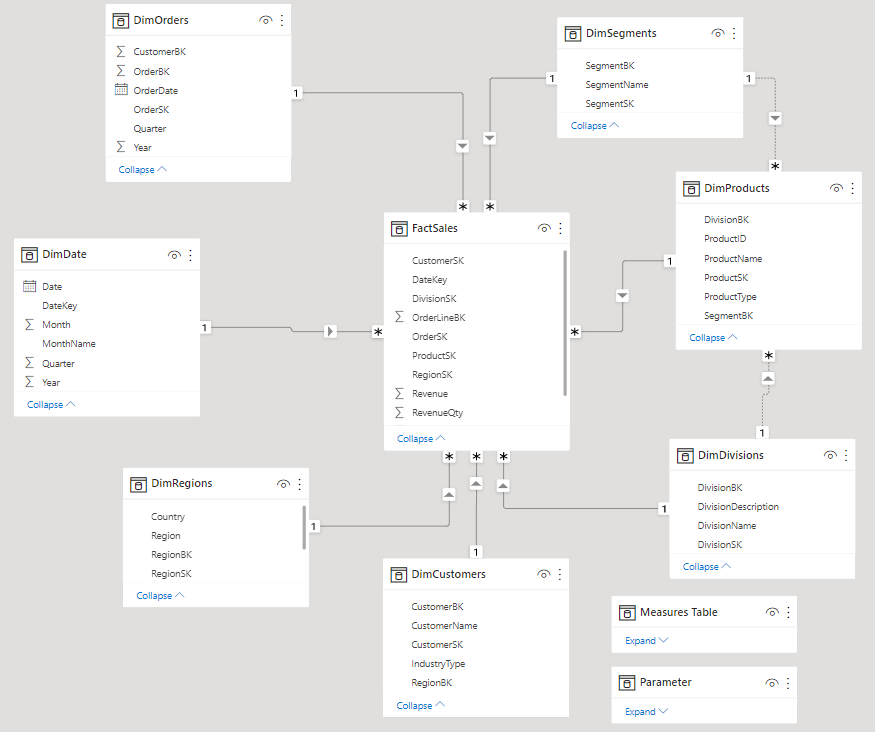 DimOrders
CustomerBK
OrderBK
OrderDate
OrderSK
Quarter
Year
Collapse
1
*
DimSegments
SegmentBK
SegmentName
SegmentSK
Collapse
1
1
*
*
DimProducts
DivisionBK
ProductID
ProductName
ProductSK
ProductType
SegmentBK
Collapse
1
*
*
FactSales
CustomerSK
DateKey
DivisionSK
OrderLineBK
OrderSK
ProductSK
RegionSK
Revenue
RevenueQty
Collapse
DimDate
Date
DateKey
Month
MonthName
Quarter
Year
Collapse
1
*
DimDivisions
DivisionBK
DivisionDescription
DivisionName
DivisionSK
Collapse
1
1
*
*
*
DimRegions
Country
Region
RegionBK
RegionSK
Collapse
1
DimCustomers
CustomerBK
CustomerName
CustomerSK
IndustryType
RegionBK
Collapse
1
Measures Table
Expand
Parameter
Expand